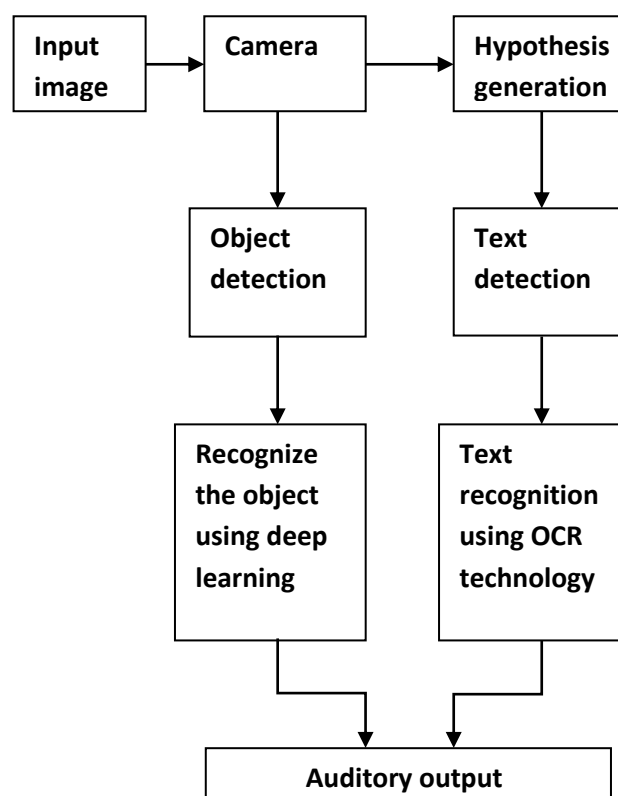 Input
image
Camera
Hypothesis
generation
Object
detection
Text
detection
Recognize
the object
using deep
learning
Text
recognition
using OCR
technology
Auditory output